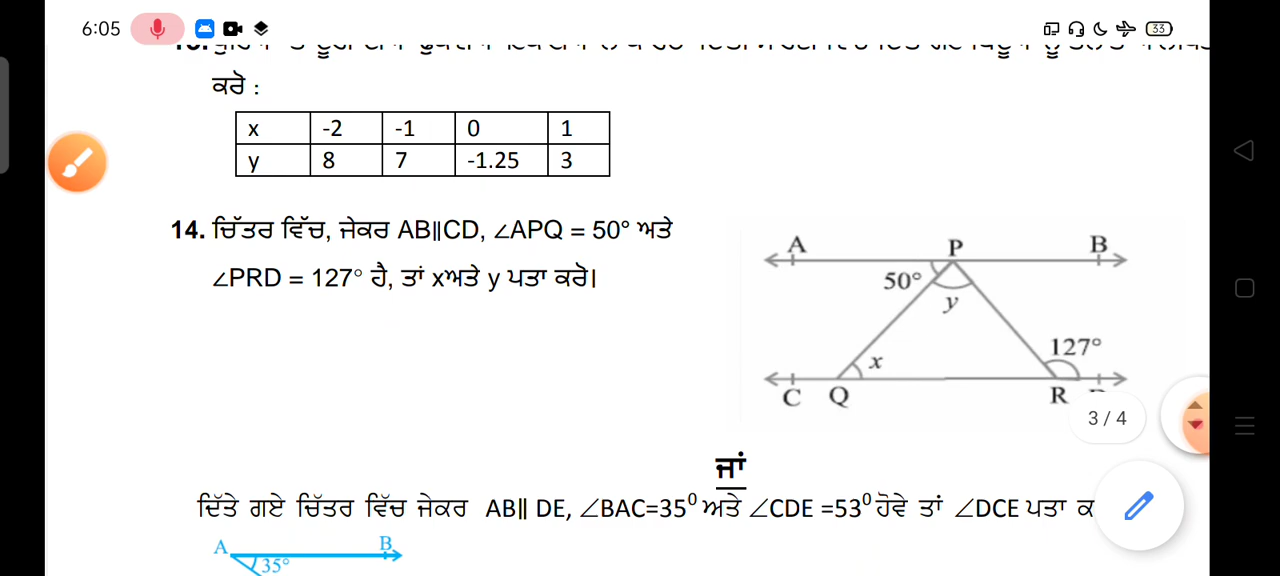 6:05
33
ਕਰੋ :
x -2 -1 0 1
y 8 7 -1.25 3
14. ਚਿੱਤਰ ਵਿੱਚ, ਜੇਕਰ AB||CD, ∠APQ = 50° ਅਤੇ
∠PRD = 127° ਹੈ, ਤਾਂ xਅਤੇ y ਪਤਾ ਕਰੋ।
A P B
50°
y
127°
x
C Q R
3 / 4
ਜਾਂ
ਦਿੱਤੇ ਗਏ ਚਿੱਤਰ ਵਿੱਚ ਜੇਕਰ AB|| DE, ∠BAC=35⁰ ਅਤੇ ∠CDE =53⁰ ਹੋਵੇ ਤਾਂ ∠DCE ਪਤਾ ਕ
A B
35°